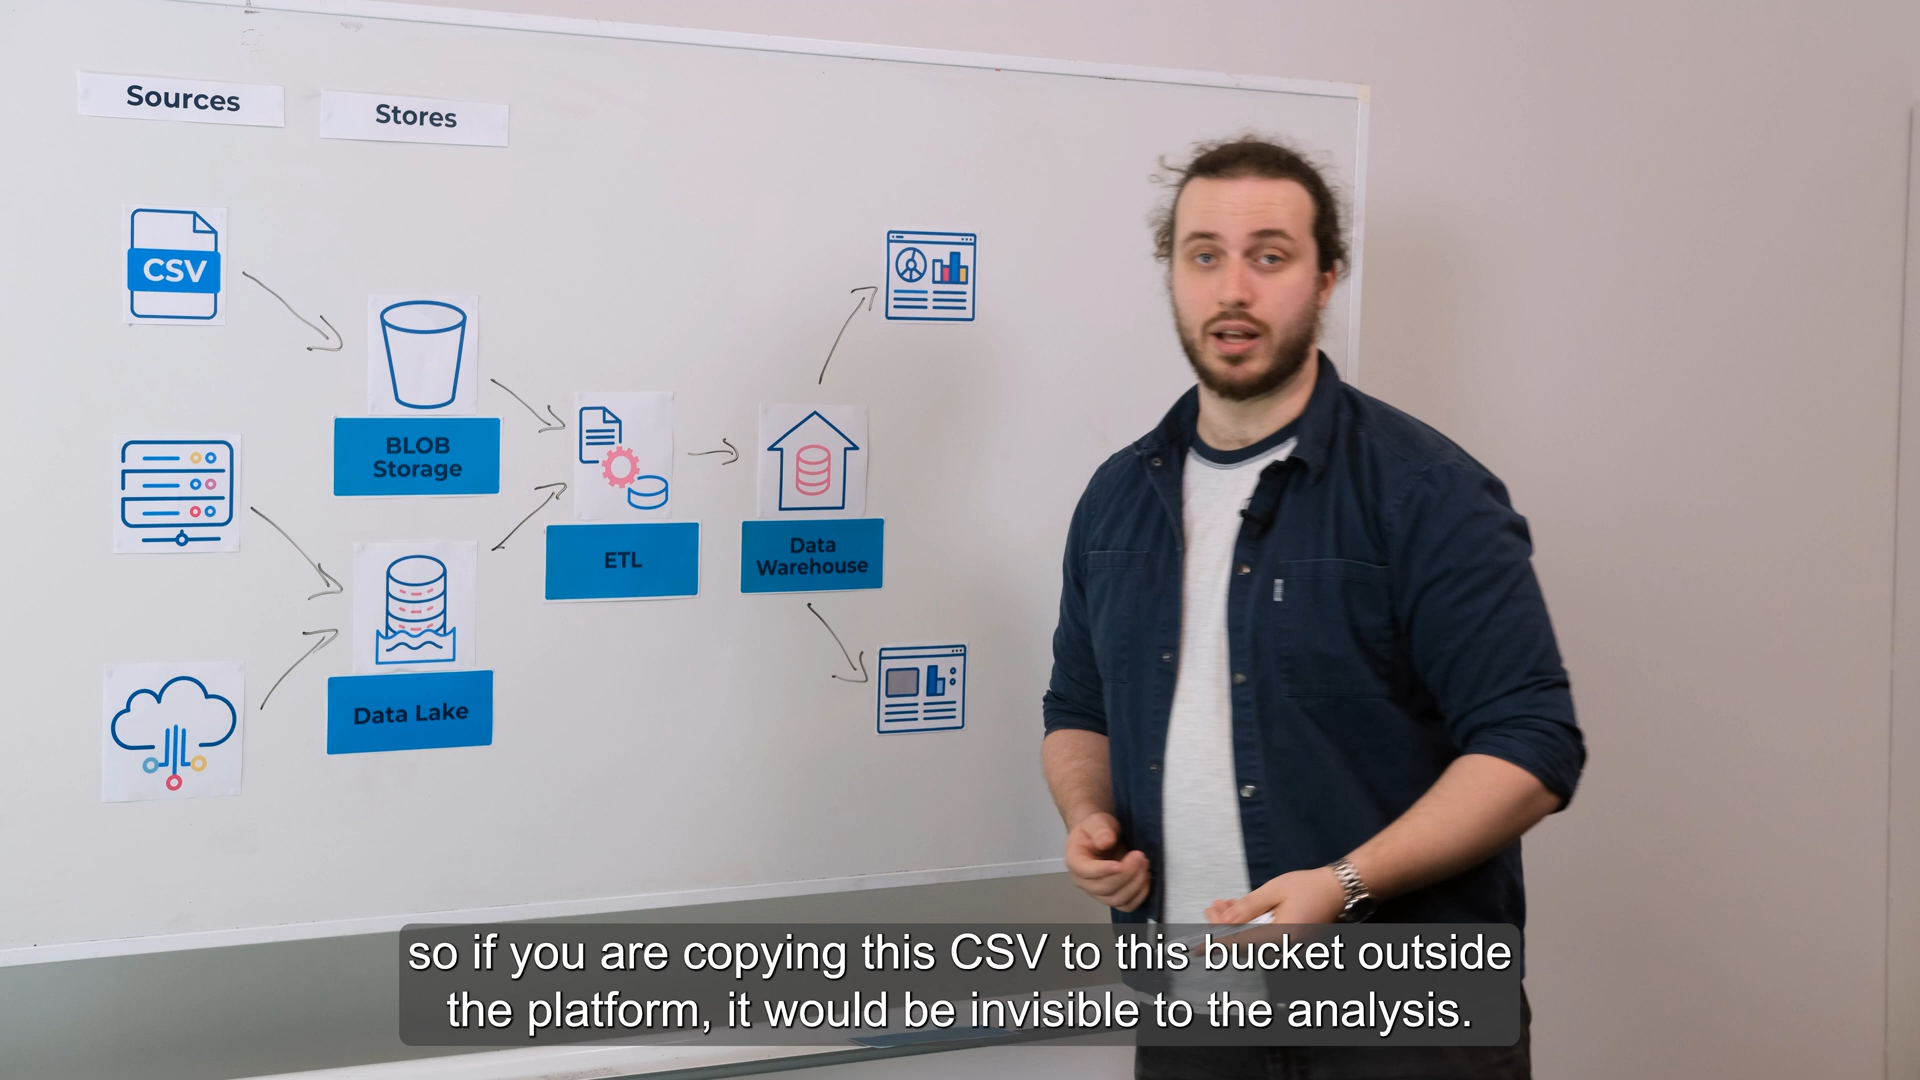 Sources
Stores
CSV
BLOB
Storage
ETL
Data
Warehouse
Data Lake
so if you are copying this CSV to this bucket outside
the platform, it would be invisible to the analysis.